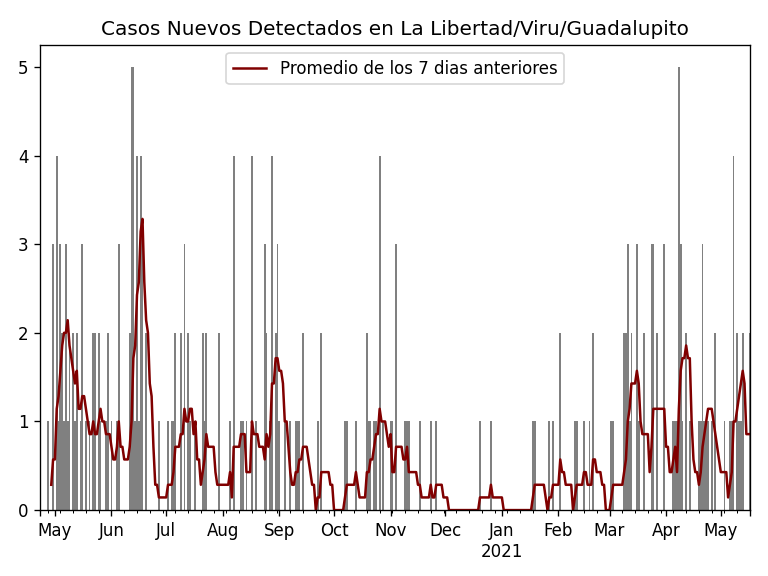 Casos Nuevos Detectados en La Libertad/Viru/Guadalupito
Promedio de los 7 dias anteriores
5
4
3
2
1
0
May Jun Jul Aug Sep Oct Nov Dec Jan Feb Mar Apr May
2021